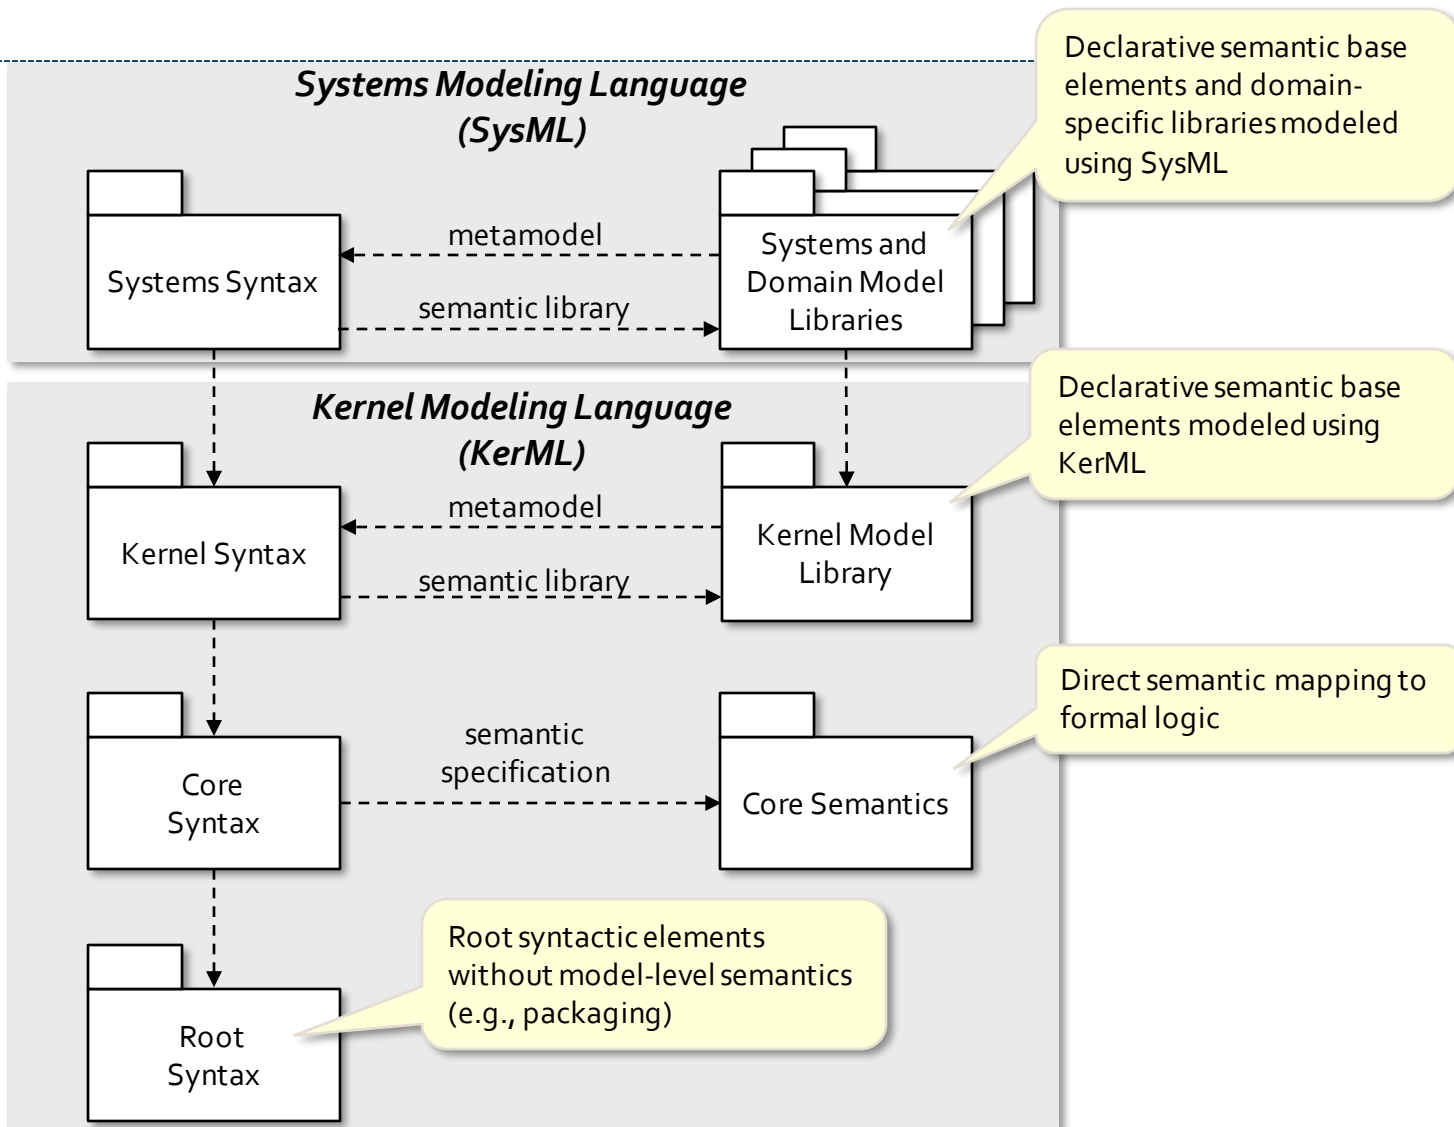 Systems Modeling Language
(SysML)
Declarative semantic base
elements and domain-
specific libraries modeled
using SysML
Systems Syntax
metamodel
semantic library
Systems and
Domain Model
Libraries
Kernel Modeling Language
(KerML)
Declarative semantic base
elements modeled using
KerML
Kernel Syntax
metamodel
semantic library
Kernel Model
Library
Direct semantic mapping to
formal logic
Core
Syntax
semantic
specification
Core Semantics
Root syntactic elements
without model-level semantics
(e.g., packaging)
Root
Syntax